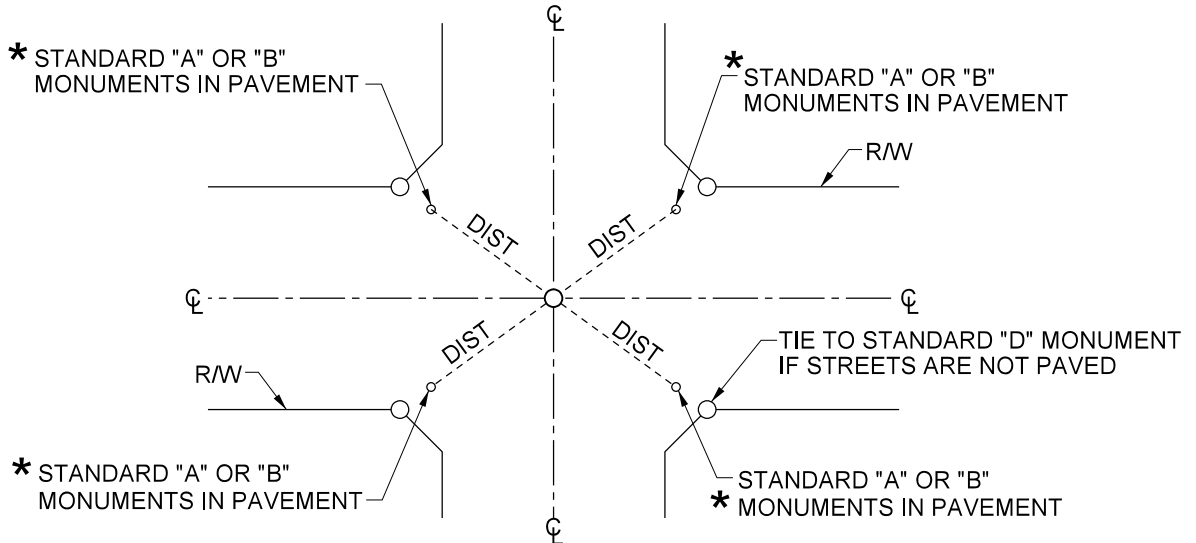 ℄
* STANDARD "A" OR "B"
MONUMENTS IN PAVEMENT
*
STANDARD "A" OR "B"
MONUMENTS IN PAVEMENT
R/W
DIST
DIST
℄
℄
DIST
DIST
TIE TO STANDARD "D" MONUMENT
IF STREETS ARE NOT PAVED
R/W
* STANDARD "A" OR "B"
MONUMENTS IN PAVEMENT
STANDARD "A" OR "B"
* MONUMENTS IN PAVEMENT
℄